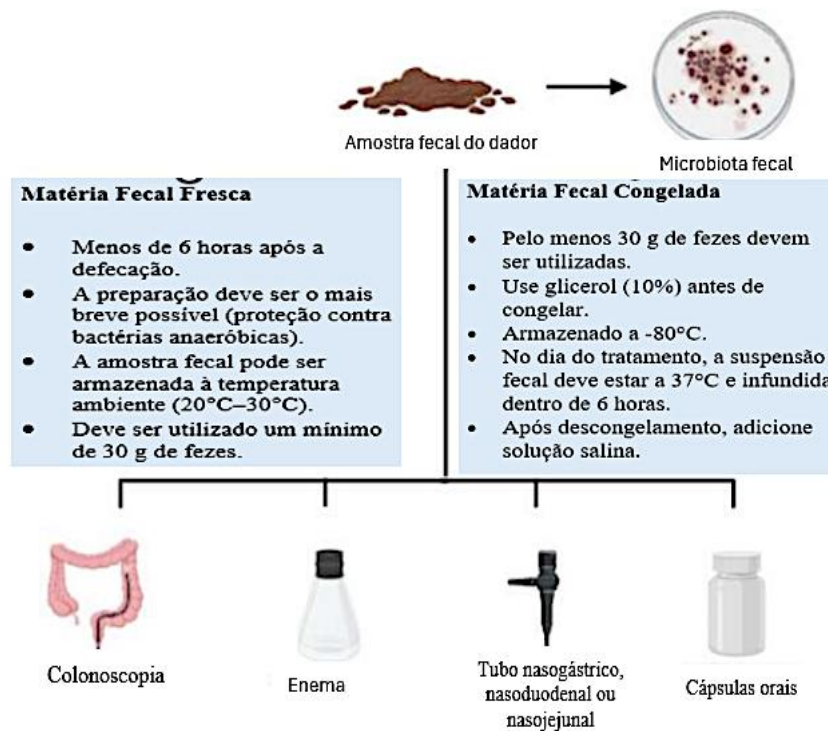 Amostra fecal do dador
Microbiota fecal
Matéria Fecal Fresca
• Menos de 6 horas após a
defecação.
• A preparação deve ser o mais
breve possível (proteção contra
bactérias anaeróbicas).
• A amostra fecal pode ser
armazenada à temperatura
ambiente (20°C–30°C).
• Deve ser utilizado um mínimo
de 30 g de fezes.
Matéria Fecal Congelada
• Pelo menos 30 g de fezes devem
ser utilizadas.
• Use glicerol (10%) antes de
congelar.
• Armazenado a -80°C.
• No dia do tratamento, a suspensão
fecal deve estar a 37°C e infundida
dentro de 6 horas.
• Após descongelamento, adicione
solução salina.
Colonoscopia
Enema
Tubo nasogástrico,
nasoduodenal ou
nasojejunal
Cápsulas orais